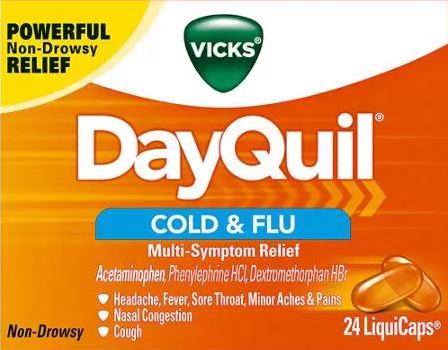 POWERFUL
Non-Drowsy
RELIEF
VICKS®
DayQuil®
COLD & FLU
Multi-Symptom Relief
Acetaminophen, Phenylephrine HCl, Dextromethorphan HBr
Headache, Fever, Sore Throat, Minor Aches & Pains
Nasal Congestion
Cough
Non-Drowsy
24 LiquiCaps®